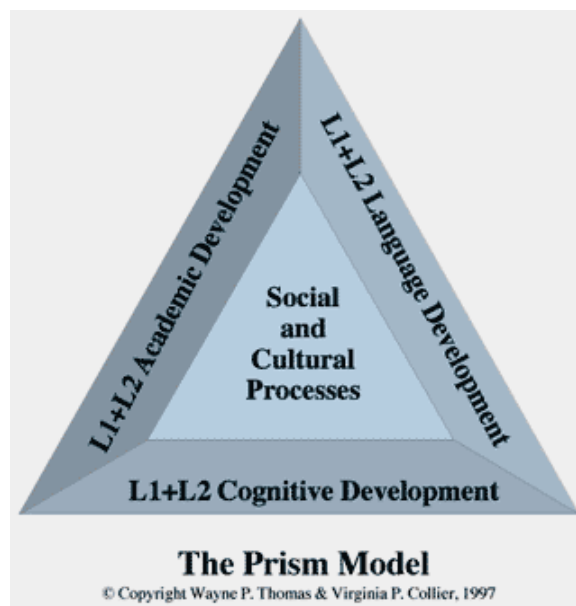 L1+L2 Academic Development
L1+L2 Language Development
Social
and
Cultural
Processes
L1+L2 Cognitive Development
The Prism Model
© Copyright Wayne P. Thomas & Virginia P. Collier, 1997